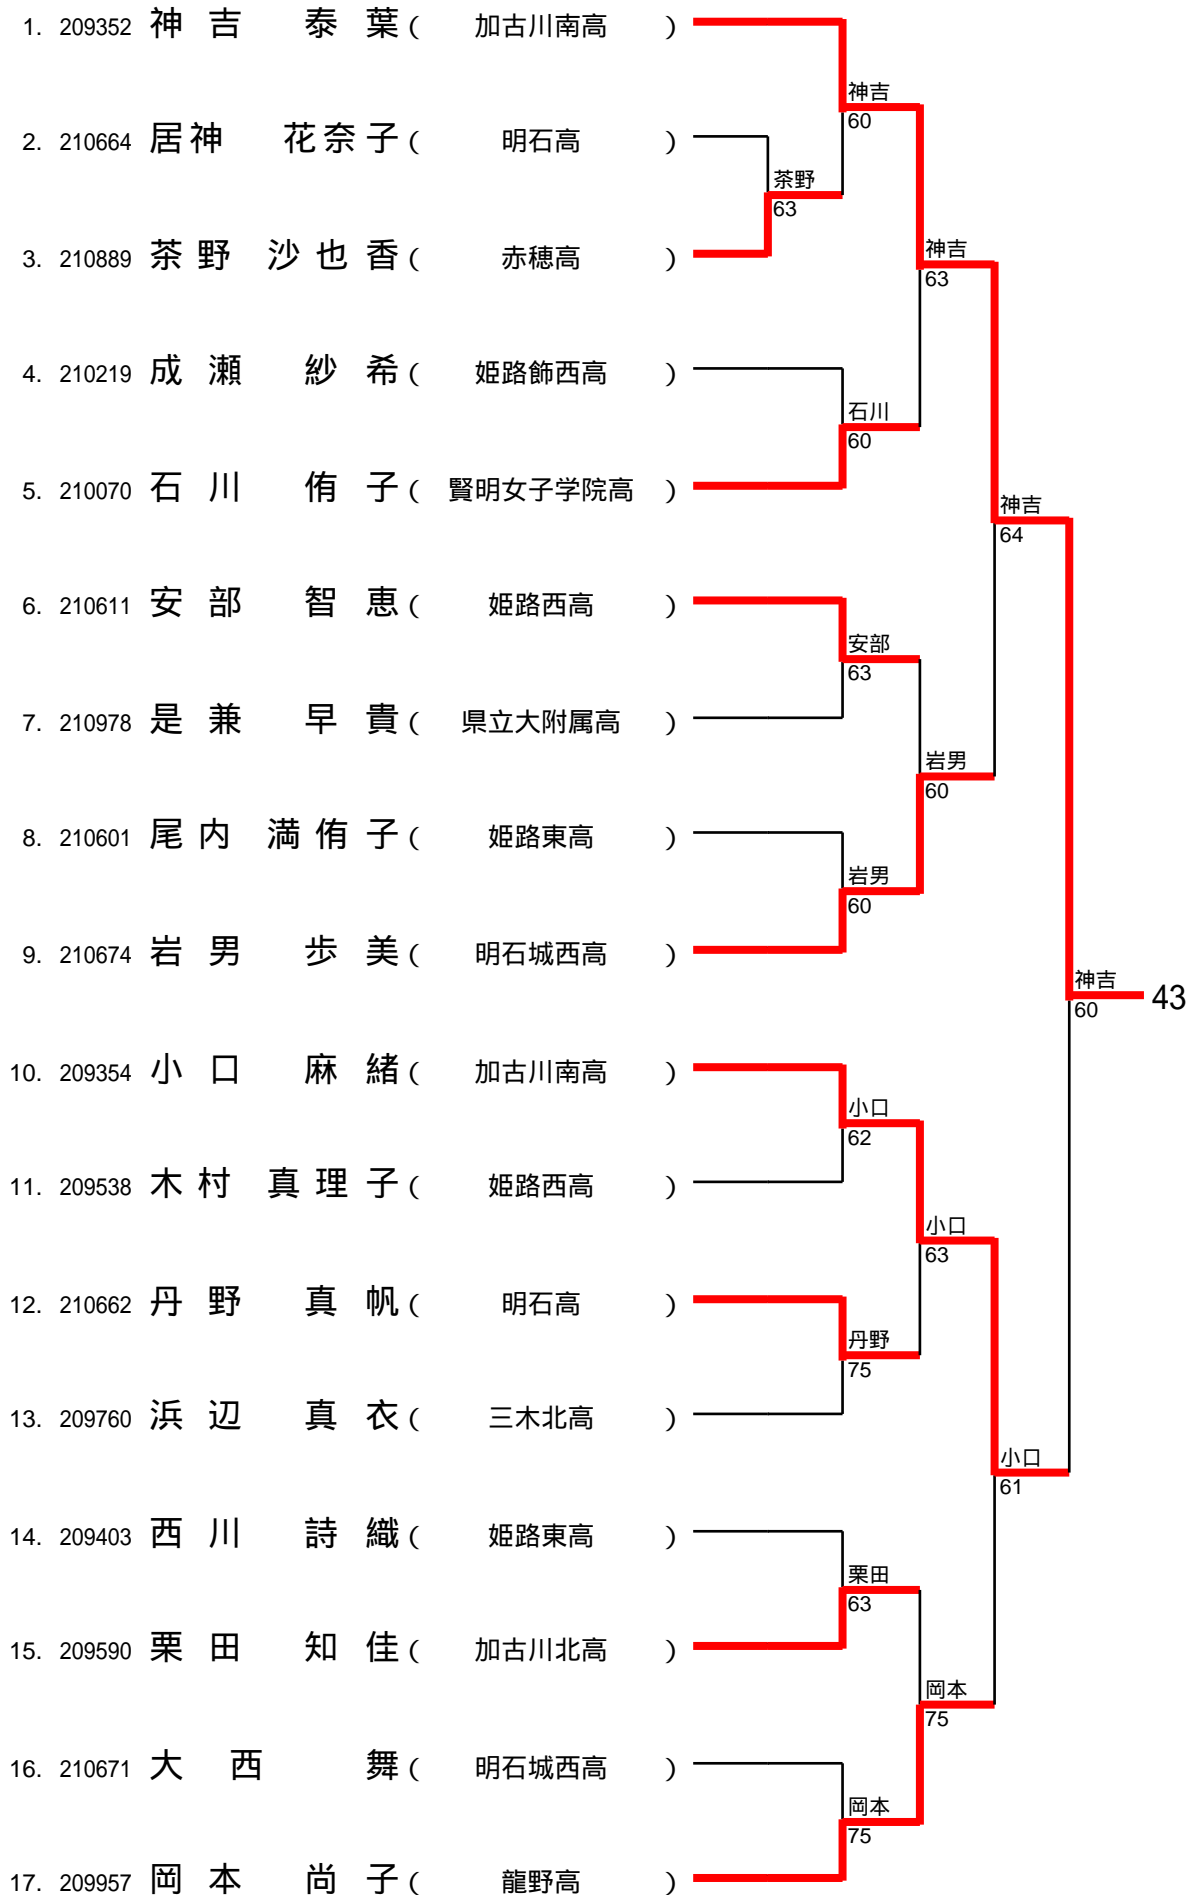 1. 209352 神吉 泰葉 ( 加古川南高 )
神吉
60
2. 210664 居神 花奈子 ( 明石高 )
茶野
63
3. 210889 茶野 沙也香 ( 赤穂高 )
神吉
63
4. 210219 成瀬 紗希 ( 姫路飾西高 )
石川
60
5. 210070 石川 侑子 ( 賢明女子学院高 )
神吉
64
6. 210611 安部 智恵 ( 姫路西高 )
安部
63
7. 210978 是兼 早貴 ( 県立大附属高 )
岩男
60
8. 210601 尾内 満侑子 ( 姫路東高 )
岩男
60
9. 210674 岩男 歩美 ( 明石城西高 )
神吉
60 43
10. 209354 小口 麻緒 ( 加古川南高 )
小口
62
11. 209538 木村 真理子 ( 姫路西高 )
小口
63
12. 210662 丹野 真帆 ( 明石高 )
丹野
75
13. 209760 浜辺 真衣 ( 三木北高 )
小口
61
14. 209403 西川 詩織 ( 姫路東高 )
栗田
63
15. 209590 栗田 知佳 ( 加古川北高 )
岡本
75
16. 210671 大西 舞 ( 明石城西高 )
岡本
75
17. 209957 岡本 尚子 ( 龍野高 )